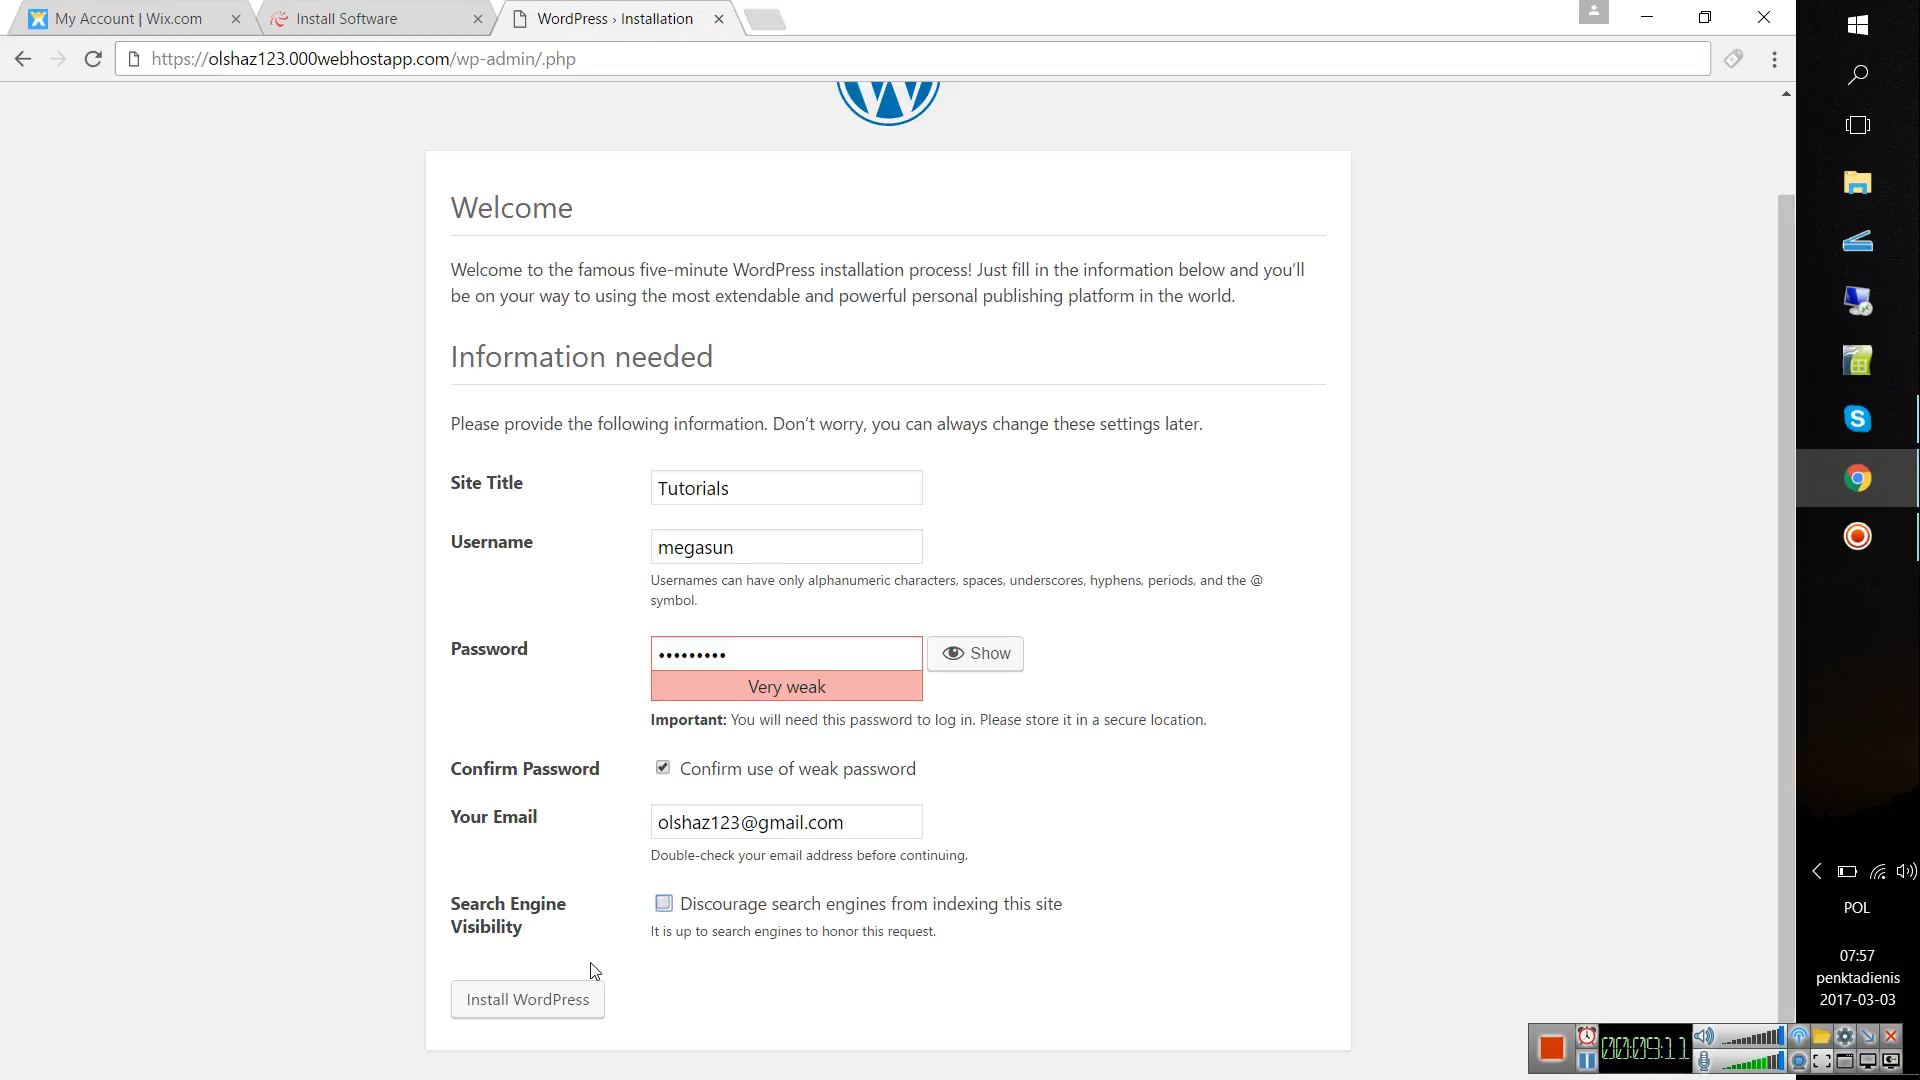 My Account | Wix.com
Install Software
WordPress › Installation
https://olshaz123.000webhostapp.com/wp-admin/.php
Welcome
Welcome to the famous five-minute WordPress installation process! Just fill in the information below and you’ll
be on your way to using the most extendable and powerful personal publishing platform in the world.
Information needed
Please provide the following information. Don’t worry, you can always change these settings later.
Site Title
Tutorials
Username
megasun
Usernames can have only alphanumeric characters, spaces, underscores, hyphens, periods, and the @
symbol.
Password
•••••••••
Show
Very weak
Important: You will need this password to log in. Please store it in a secure location.
Confirm Password
Confirm use of weak password
Your Email
olshaz123@gmail.com
Double-check your email address before continuing.
Search Engine
Visibility
Discourage search engines from indexing this site
It is up to search engines to honor this request.
Install WordPress
POL
07:57
penktadienis
2017-03-03
00:09:11